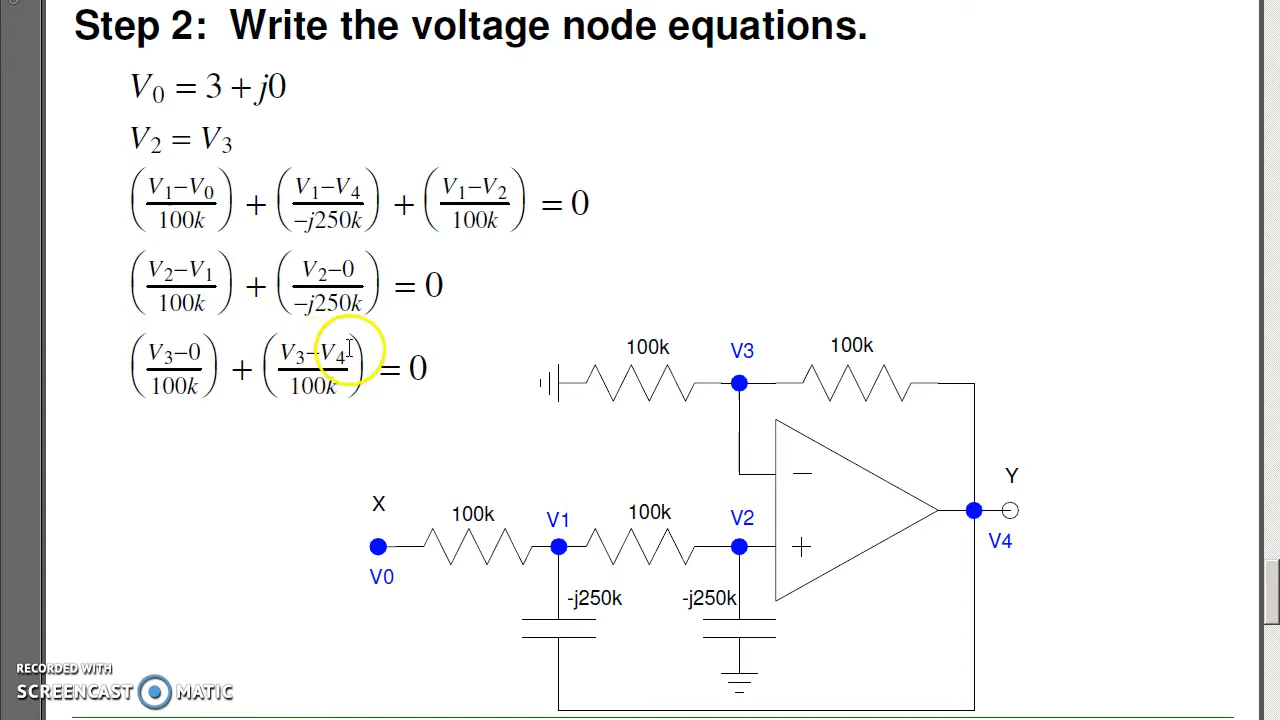 Step 2: Write the voltage node equations.
V₀ = 3 + j0
V₂ = V₃
((V₁−V₀)/100k) + ((V₁−V₄)/−j250k) + ((V₁−V₂)/100k) = 0
((V₂−V₁)/100k) + ((V₂−0)/−j250k) = 0
((V₃−0)/100k) + ((V₃−V₄)/100k) = 0
100k V3 100k
X 100k V1 100k V2 − + Y
V0 V4
-j250k -j250k
RECORDED WITH
SCREENCAST MATIC